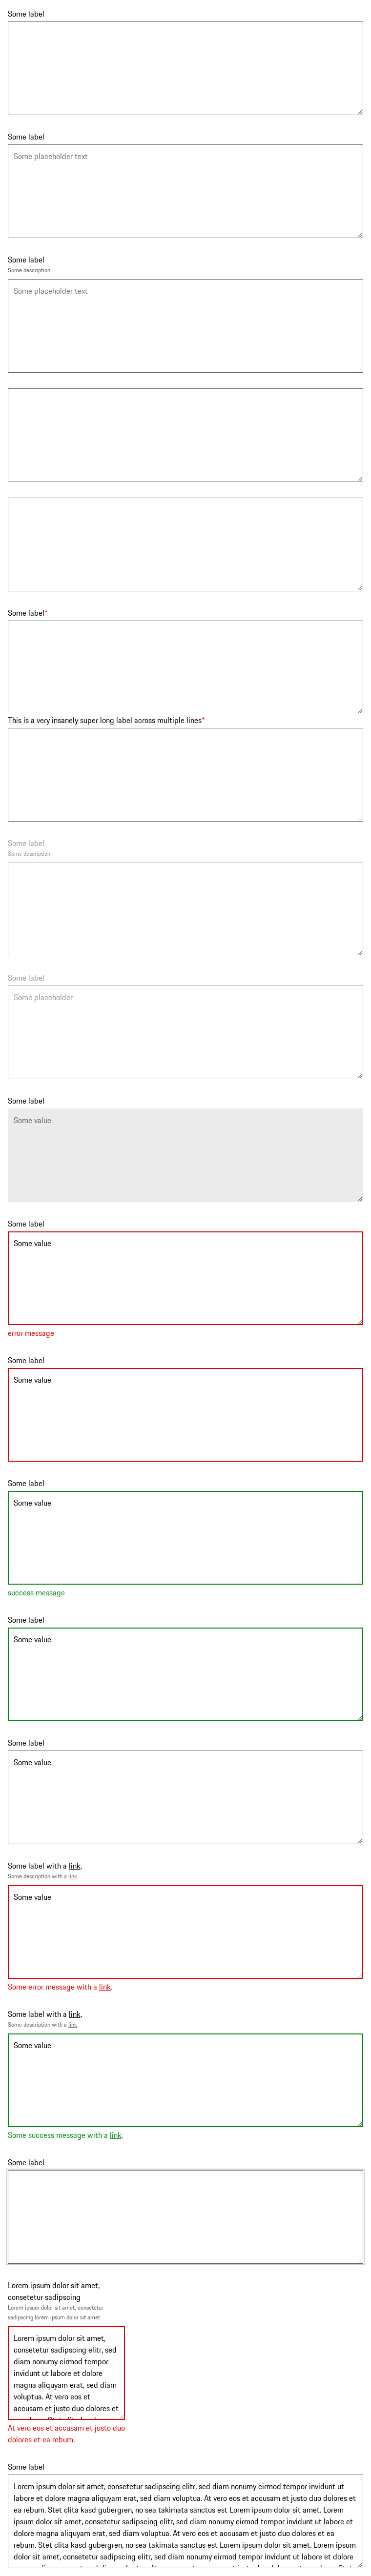 Some label
Some label
Some placeholder text
Some label
Some description
Some placeholder text
Some label*
This is a very insanely super long label across multiple lines*
Some label
Some description
Some label
Some placeholder
Some label
Some value
Some label
Some value
error message
Some label
Some value
Some label
Some value
success message
Some label
Some value
Some label
Some value
Some label with a link.
Some description with a link.
Some value
Some error message with a link.
Some label with a link.
Some description with a link.
Some value
Some success message with a link.
Some label
Lorem ipsum dolor sit amet,
consetetur sadipscing
Lorem ipsum dolor sit amet, consetetur
sadipscing lorem ipsum dolor sit amet
Lorem ipsum dolor sit amet,
consetetur sadipscing elitr, sed
diam nonumy eirmod tempor
invidunt ut labore et dolore
magna aliquyam erat, sed diam
voluptua. At vero eos et
accusam et justo duo dolores et
At vero eos et accusam et justo duo
dolores et ea rebum.
Some label
Lorem ipsum dolor sit amet, consetetur sadipscing elitr, sed diam nonumy eirmod tempor invidunt ut
labore et dolore magna aliquyam erat, sed diam voluptua. At vero eos et accusam et justo duo dolores et
ea rebum. Stet clita kasd gubergren, no sea takimata sanctus est Lorem ipsum dolor sit amet. Lorem
ipsum dolor sit amet, consetetur sadipscing elitr, sed diam nonumy eirmod tempor invidunt ut labore et
dolore magna aliquyam erat, sed diam voluptua. At vero eos et accusam et justo duo dolores et ea
rebum. Stet clita kasd gubergren, no sea takimata sanctus est Lorem ipsum dolor sit amet. Lorem ipsum
dolor sit amet, consetetur sadipscing elitr, sed diam nonumy eirmod tempor invidunt ut labore et dolore